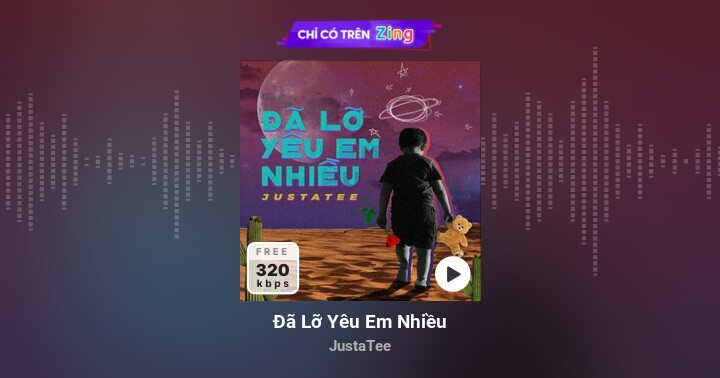 CHỈ CÓ TRÊN Zing
ĐÃ LỠ
YÊU EM
NHIỀU
JUSTATEE
FREE
320
kbps
Đã Lỡ Yêu Em Nhiều
JustaTee